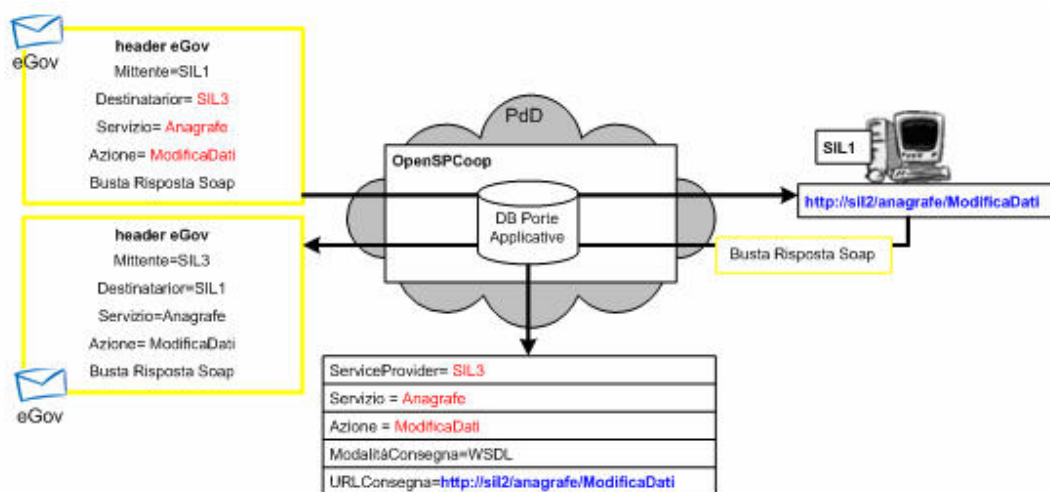 eGov
header eGov
Mittente=SIL1
Destinatarior= SIL3
Servizio= Anagrafe
Azione= ModificaDati
Busta Risposta Soap
header eGov
Mittente=SIL3
Destinatarior=SIL1
Servizio=Anagrafe
Azione= ModificaDati
Busta Risposta Soap
eGov
PdD
OpenSPCoop
DB Porte
Applicative
SIL1
http://sil2/anagrafe/ModificaDati
Busta Risposta Soap
ServiceProvider= SIL3
Servizio = Anagrafe
Azione = ModificaDati
ModalitàConsegna=WSDL
URLConsegna=http://sil2/anagrafe/ModificaDati